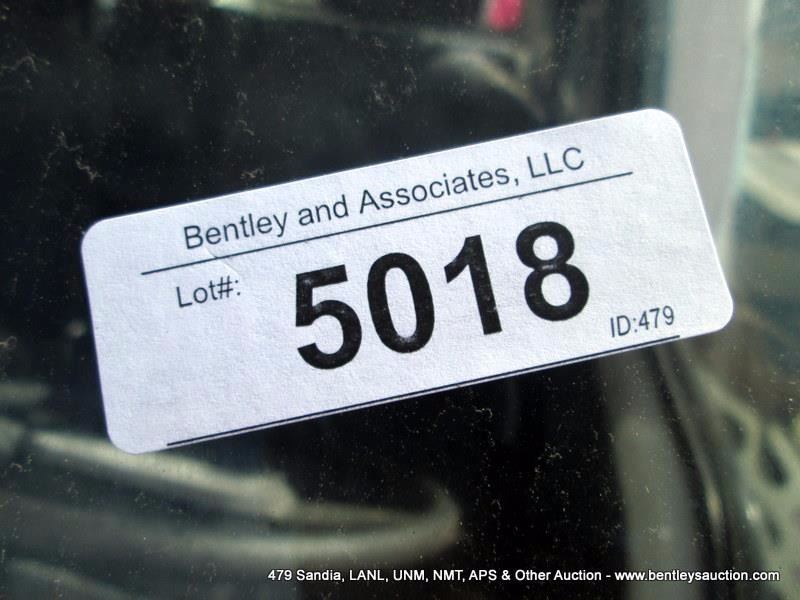 Bentley and Associates, LLC
Lot#: 5018
ID:479
479 Sandia, LANL, UNM, NMT, APS & Other Auction - www.bentleysauction.com